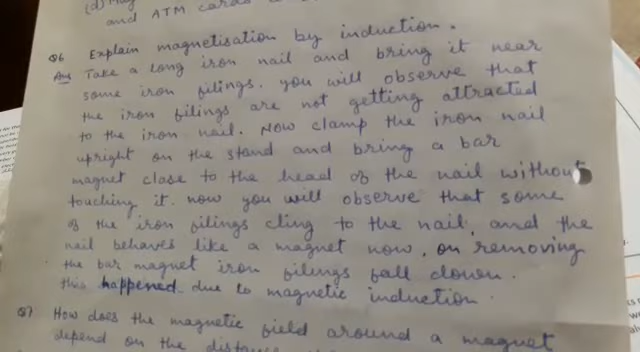 (d) Mag
and ATM cards
Q6 Explain magnetisation by induction.
Ans Take a long iron nail and bring it near
some iron filings. you will observe that
the iron filings are not getting attracted
to the iron nail. Now clamp the iron nail
upright on the stand and bring a bar
magnet close to the head of the nail without
touching it. now you will observe that some
of the iron filings cling to the nail, and the
nail behaves like a magnet now. on removing
the bar magnet iron filings fall down.
this happened due to magnetic induction.
Q7 How does the magnetic field around a magnet
depend on the distance